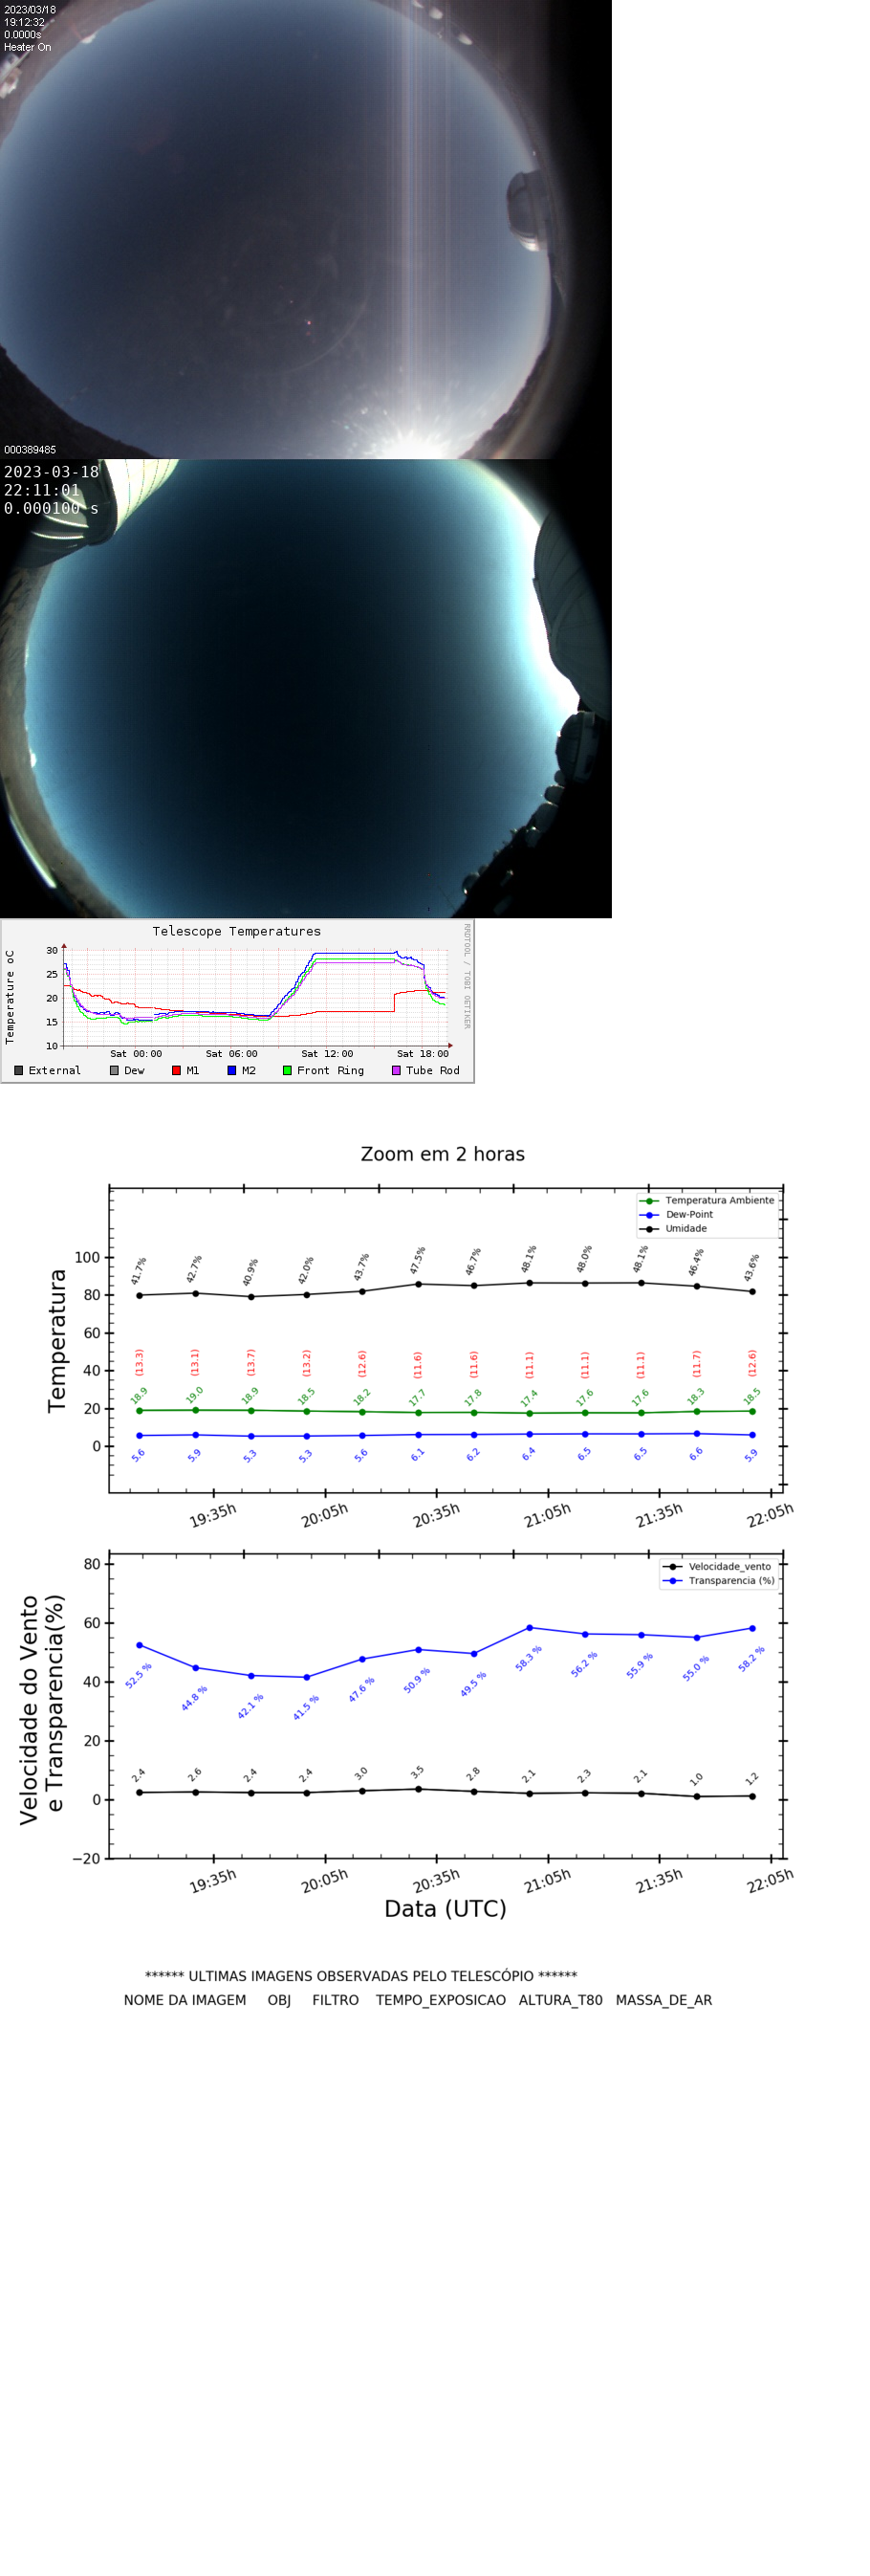 2023/03/18
19:12:32
0.0000s
Heater On
000389485
2023-03-18
22:11:01
0.000100 s
Telescope Temperatures
RRDTOOL / TOBI OETIKER
Temperature oC
30
25
20
15
10
Sat 00:00 Sat 06:00 Sat 12:00 Sat 18:00
External Dew M1 M2 Front Ring Tube Rod
Zoom em 2 horas
Temperatura Ambiente
Dew-Point
Umidade
Temperatura
100
80
60
40
20
0
41.7% 42.7% 40.9% 42.0% 43.7% 47.5% 46.7% 48.1% 48.0% 48.1% 46.4% 43.6%
(13.3) (13.1) (13.7) (13.2) (12.6) (11.6) (11.6) (11.1) (11.1) (11.1) (11.7) (12.6)
18.9 19.0 18.9 18.5 18.2 17.7 17.8 17.4 17.6 17.6 18.3 18.5
5.6 5.9 5.3 5.3 5.6 6.1 6.2 6.4 6.5 6.5 6.6 5.9
19:35h 20:05h 20:35h 21:05h 21:35h 22:05h
Velocidade_vento
Transparencia (%)
Velocidade do Vento
e Transparencia(%)
80
60
40
20
0
−20
52.5 % 44.8 % 42.1 % 41.5 % 47.6 % 50.9 % 49.5 % 58.3 % 56.2 % 55.9 % 55.0 % 58.2 %
2.4 2.6 2.4 2.4 3.0 3.5 2.8 2.1 2.3 2.1 1.0 1.2
19:35h 20:05h 20:35h 21:05h 21:35h 22:05h
Data (UTC)
****** ULTIMAS IMAGENS OBSERVADAS PELO TELESCÓPIO ******
NOME DA IMAGEM OBJ FILTRO TEMPO_EXPOSICAO ALTURA_T80 MASSA_DE_AR